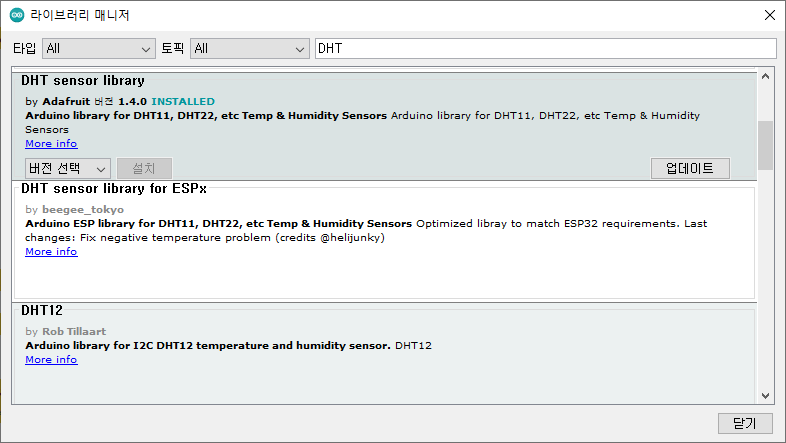 라이브러리 매니저
타입 All 토픽 All DHT
DHT sensor library
by Adafruit 버전 1.4.0 INSTALLED
Arduino library for DHT11, DHT22, etc Temp & Humidity Sensors Arduino library for DHT11, DHT22, etc Temp & Humidity
Sensors
More info
버전 선택 설치 업데이트
DHT sensor library for ESPx
by beegee_tokyo
Arduino ESP library for DHT11, DHT22, etc Temp & Humidity Sensors Optimized libray to match ESP32 requirements. Last
changes: Fix negative temperature problem (credits @helijunky)
More info
DHT12
by Rob Tillaart
Arduino library for I2C DHT12 temperature and humidity sensor. DHT12
More info
닫기